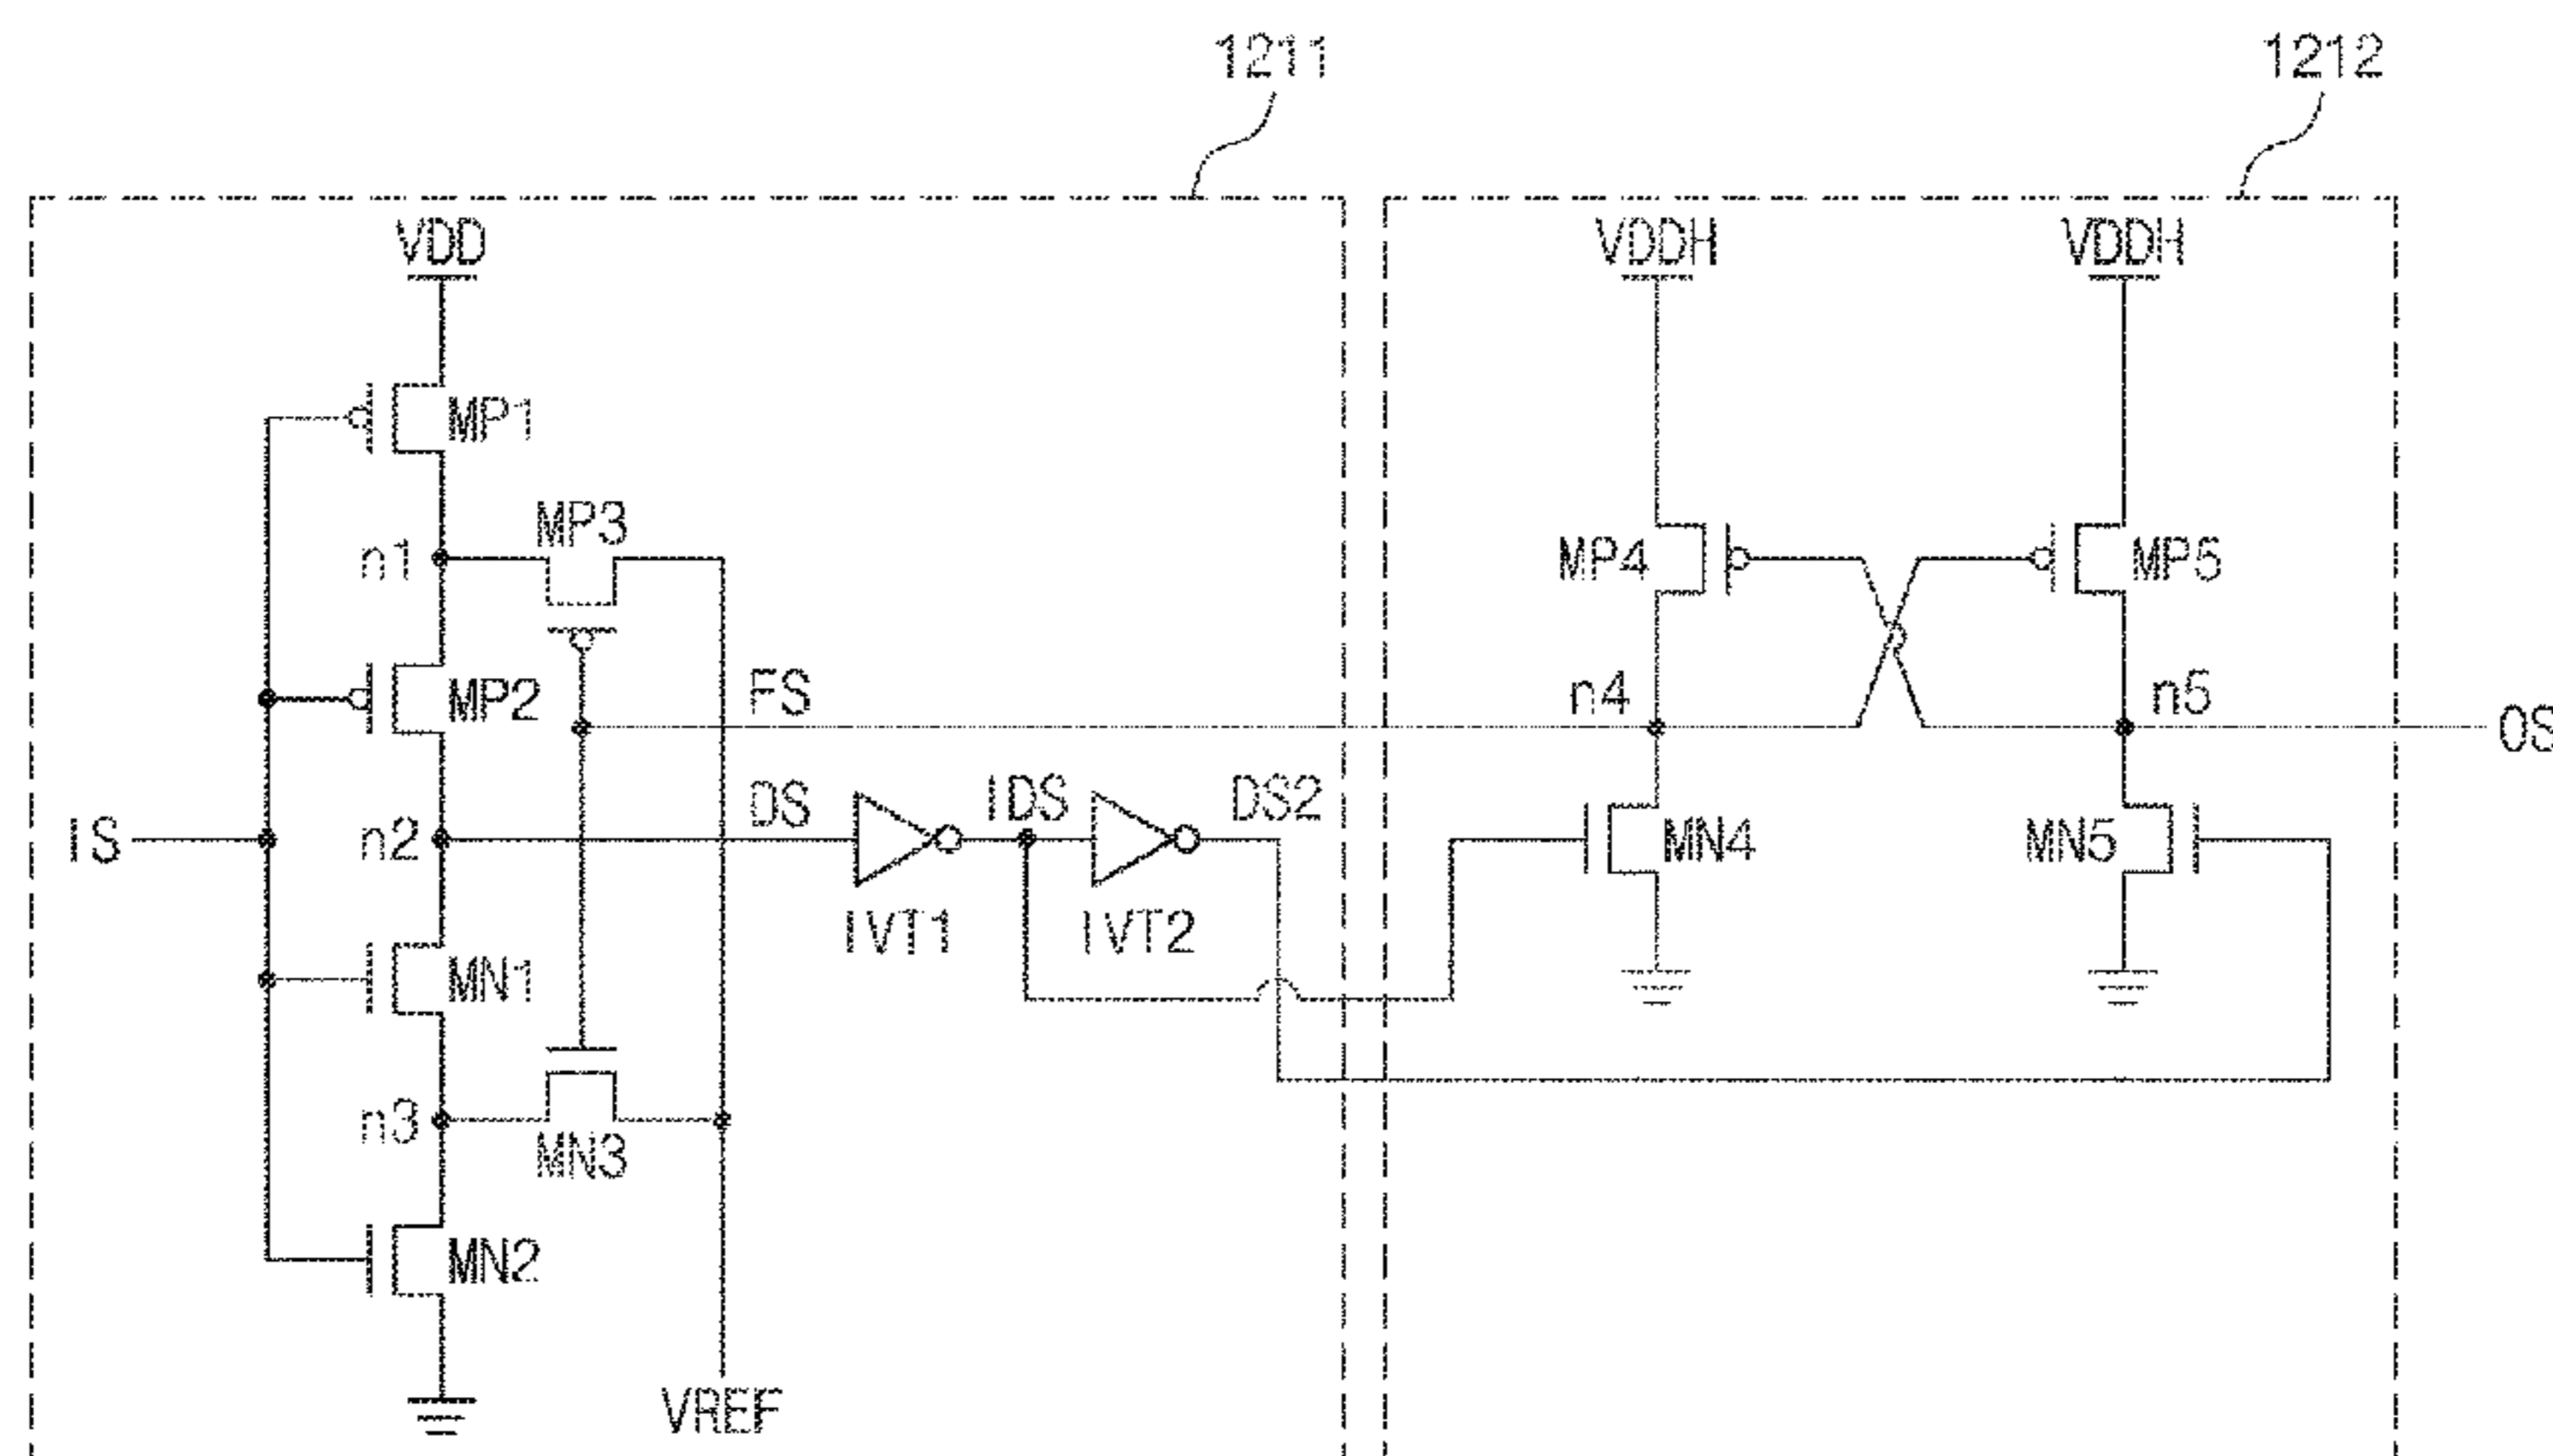 1211
1212
VDD
VDDH
VDDH
MP1
MP3
n1
MP4
MP5
MP2
FS
n4
n5
OS
IS
n2
DS
IDS
DS2
MN4
MN5
IVT1
IVT2
MN1
n3
MN3
MN2
VREF